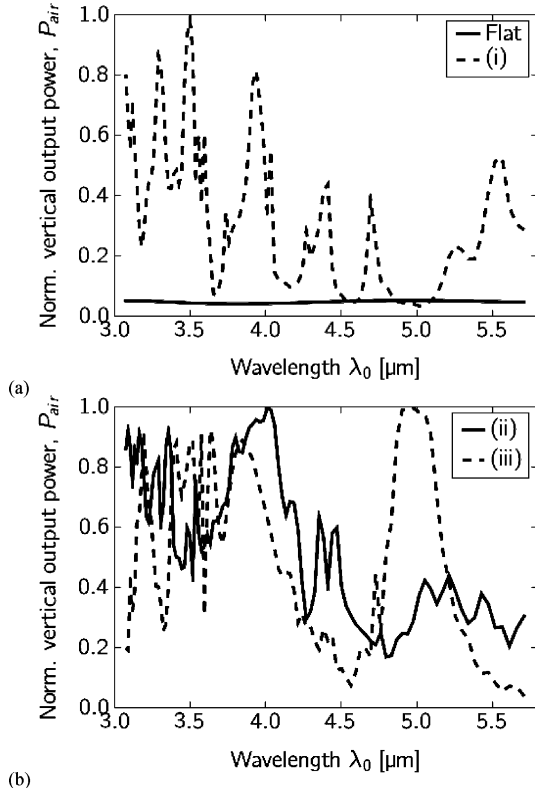 Norm. vertical output power, P_air
1.0
0.8
0.6
0.4
0.2
0.0
Flat
(i)
3.0 3.5 4.0 4.5 5.0 5.5
Wavelength λ₀ [µm]
(a)
Norm. vertical output power, P_air
1.0
0.8
0.6
0.4
0.2
0.0
(ii)
(iii)
3.0 3.5 4.0 4.5 5.0 5.5
Wavelength λ₀ [µm]
(b)